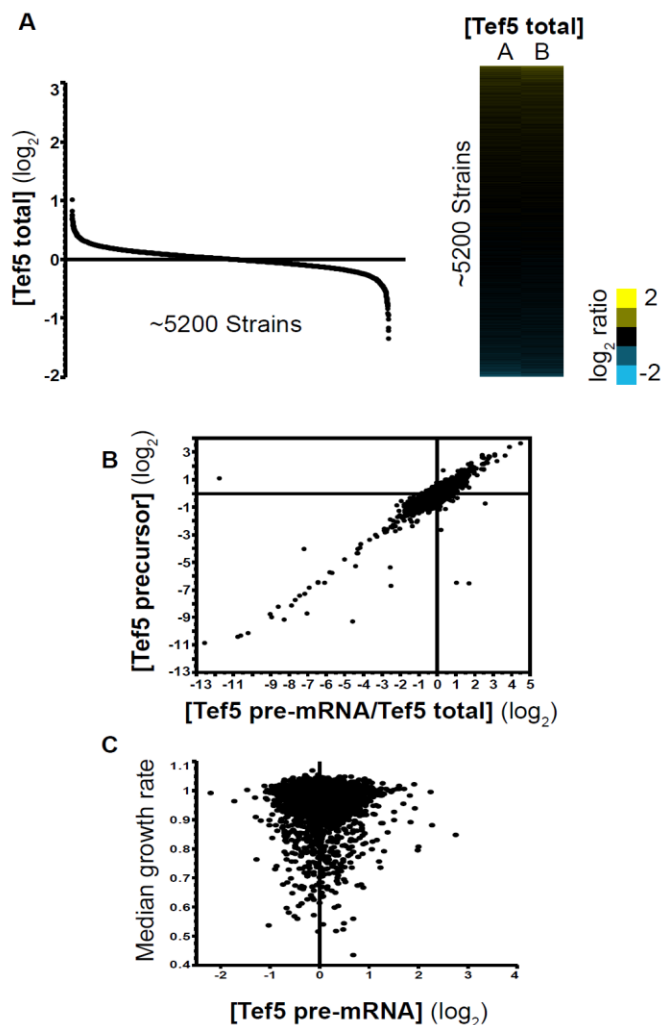 A
[Tef5 total]
A B
[Tef5 total] (log2)
3
2
1
0
-1
-2
~5200 Strains
~5200 Strains
log2 ratio
2
-2
B
[Tef5 precursor] (log2)
3
1
-1
-3
-5
-7
-9
-11
-13
-13 -11 -9 -8 -7 -6 -5 -4 -3 -2 -1 0 1 2 3 4 5
[Tef5 pre-mRNA/Tef5 total] (log2)
C
Median growth rate
1.1
1
0.9
0.8
0.7
0.6
0.5
0.4
-2 -1 0 1 2 3 4
[Tef5 pre-mRNA] (log2)